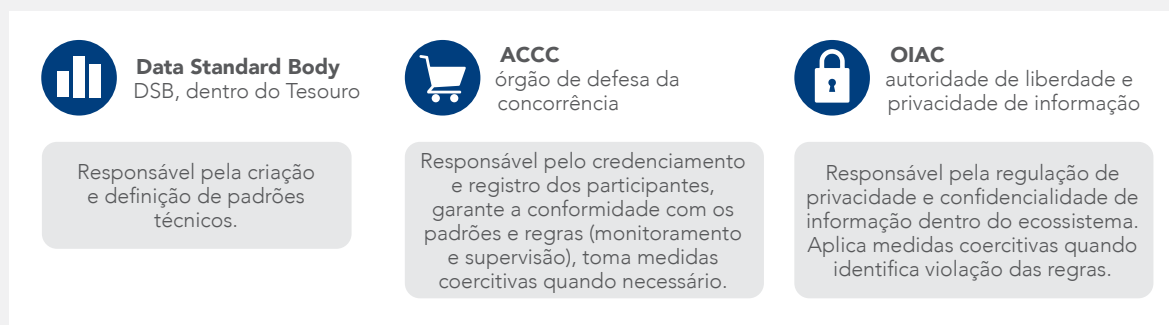 Data Standard Body
DSB, dentro do Tesouro
Responsável pela criação
e definição de padrões
técnicos.
ACCC
órgão de defesa da
concorrência
Responsável pelo credenciamento
e registro dos participantes,
garante a conformidade com os
padrões e regras (monitoramento
e supervisão), toma medidas
coercitivas quando necessário.
OIAC
autoridade de liberdade e
privacidade de informação
Responsável pela regulação de
privacidade e confidencialidade de
informação dentro do ecossistema.
Aplica medidas coercitivas quando
identifica violação das regras.